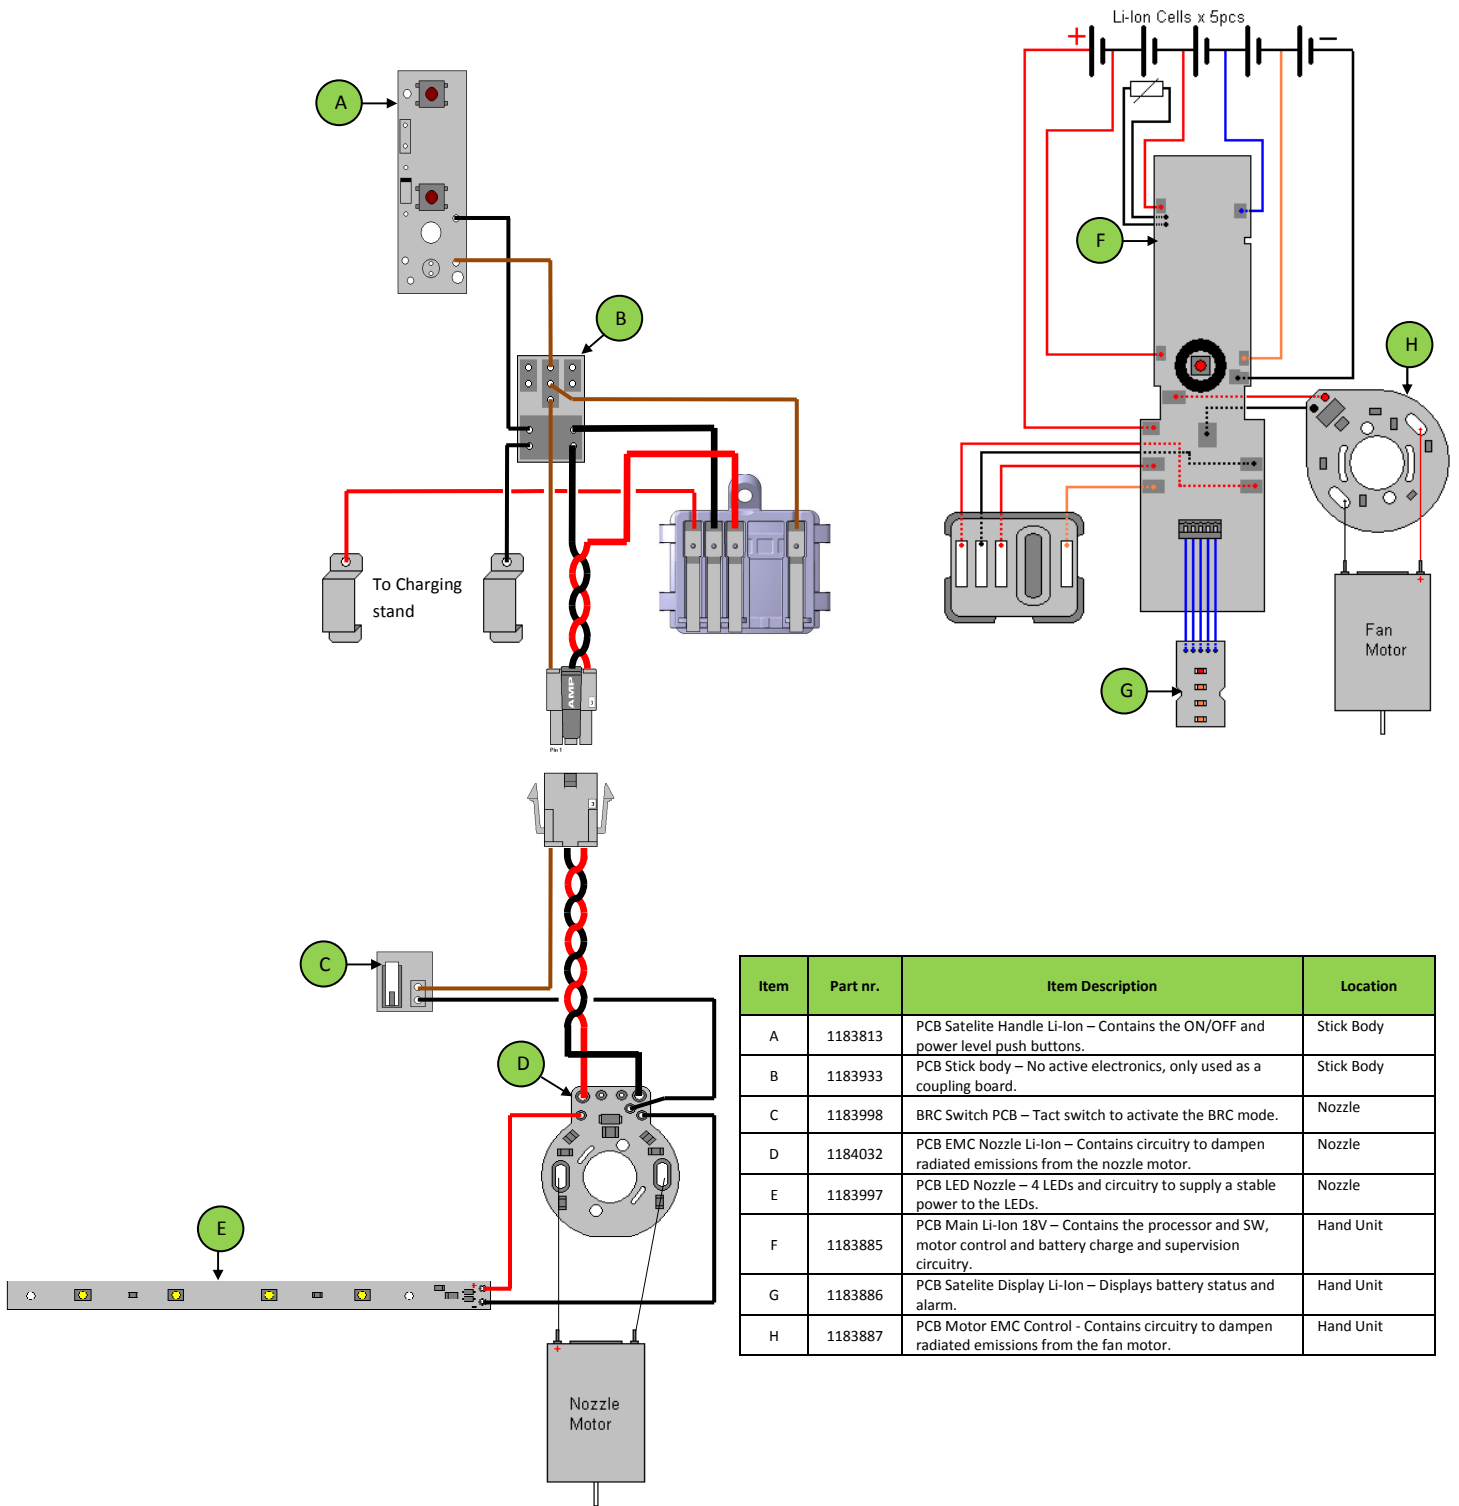 Li-Ion Cells x 5pcs
+
−
A
B
F
H
To Charging
stand
AMP
3
Pin 1
Fan
Motor
+
G
3
C
D
E
+
-
+
Nozzle
Motor
Item Part nr. Item Description Location
A 1183813 PCB Satelite Handle Li-Ion – Contains the ON/OFF and Stick Body
power level push buttons.
B 1183933 PCB Stick body – No active electronics, only used as a Stick Body
coupling board.
C 1183998 BRC Switch PCB – Tact switch to activate the BRC mode. Nozzle
D 1184032 PCB EMC Nozzle Li-Ion – Contains circuitry to dampen Nozzle
radiated emissions from the nozzle motor.
E 1183997 PCB LED Nozzle – 4 LEDs and circuitry to supply a stable Nozzle
power to the LEDs.
F 1183885 PCB Main Li-Ion 18V – Contains the processor and SW, Hand Unit
motor control and battery charge and supervision
circuitry.
G 1183886 PCB Satelite Display Li-Ion – Displays battery status and Hand Unit
alarm.
H 1183887 PCB Motor EMC Control - Contains circuitry to dampen Hand Unit
radiated emissions from the fan motor.